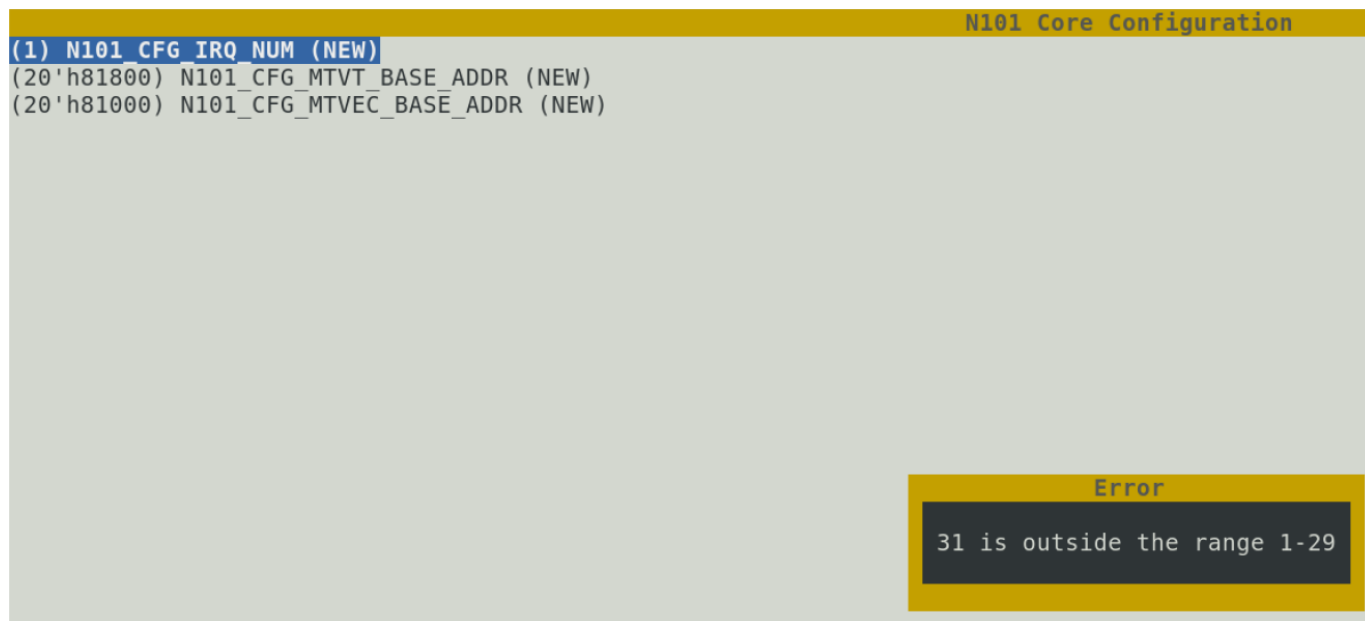 N101 Core Configuration
(1) N101_CFG_IRQ_NUM (NEW)
(20'h81800) N101_CFG_MTVT_BASE_ADDR (NEW)
(20'h81000) N101_CFG_MTVEC_BASE_ADDR (NEW)
Error
31 is outside the range 1-29